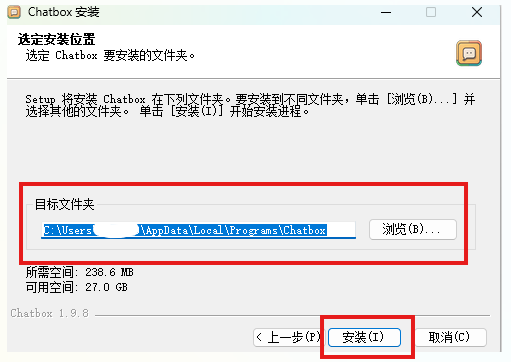 Chatbox 安装
选定安装位置
选定 Chatbox 要安装的文件夹。
Setup 将安装 Chatbox 在下列文件夹。要安装到不同文件夹，单击 [浏览(B)...] 并
选择其他的文件夹。 单击 [安装(I)] 开始安装进程。
目标文件夹
C:\Users \AppData\Local\Programs\Chatbox
浏览(B)...
所需空间: 238.6 MB
可用空间: 27.0 GB
Chatbox 1.9.8
< 上一步(P) 安装(I) 取消(C)